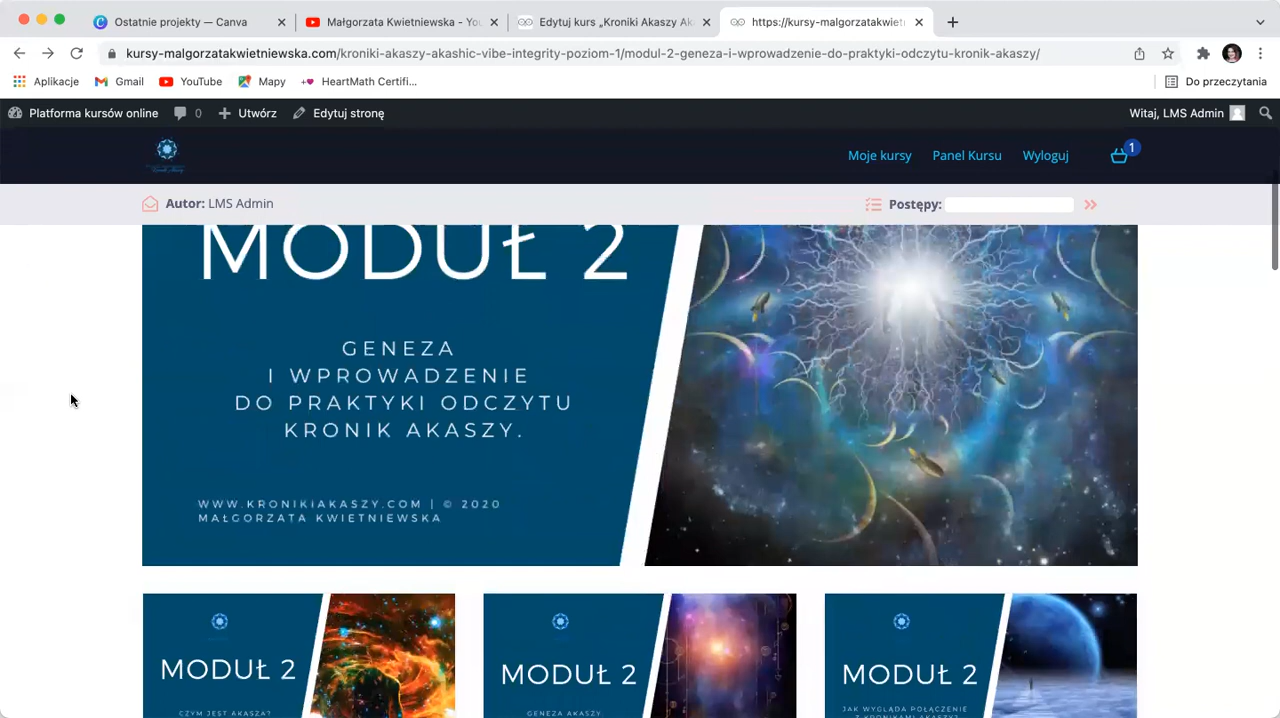 Ostatnie projekty — Canva
Małgorzata Kwietniewska - You
Edytuj kurs „Kroniki Akaszy Ak
https://kursy-malgorzatakwietn
kursy-malgorzatakwietniewska.com/kroniki-akaszy-akashic-vibe-integrity-poziom-1/modul-2-geneza-i-wprowadzenie-do-praktyki-odczytu-kronik-akaszy/
Aplikacje
Gmail
YouTube
Mapy
HeartMath Certifi...
Do przeczytania
Platforma kursów online
0
Utwórz
Edytuj stronę
Witaj, LMS Admin
Moje kursy
Panel Kursu
Wyloguj
1
Autor: LMS Admin
Postępy:
MODUŁ 2
GENEZA
I WPROWADZENIE
DO PRAKTYKI ODCZYTU
KRONIK AKASZY.
WWW.KRONIKIAKASZY.COM | © 2020
MAŁGORZATA KWIETNIEWSKA
MODUŁ 2
CZYM JEST AKASZA?
MODUŁ 2
GENEZA AKASZY
MODUŁ 2
JAK WYGLĄDA POŁĄCZENIE
Z KRONIKAMI AKASZY?